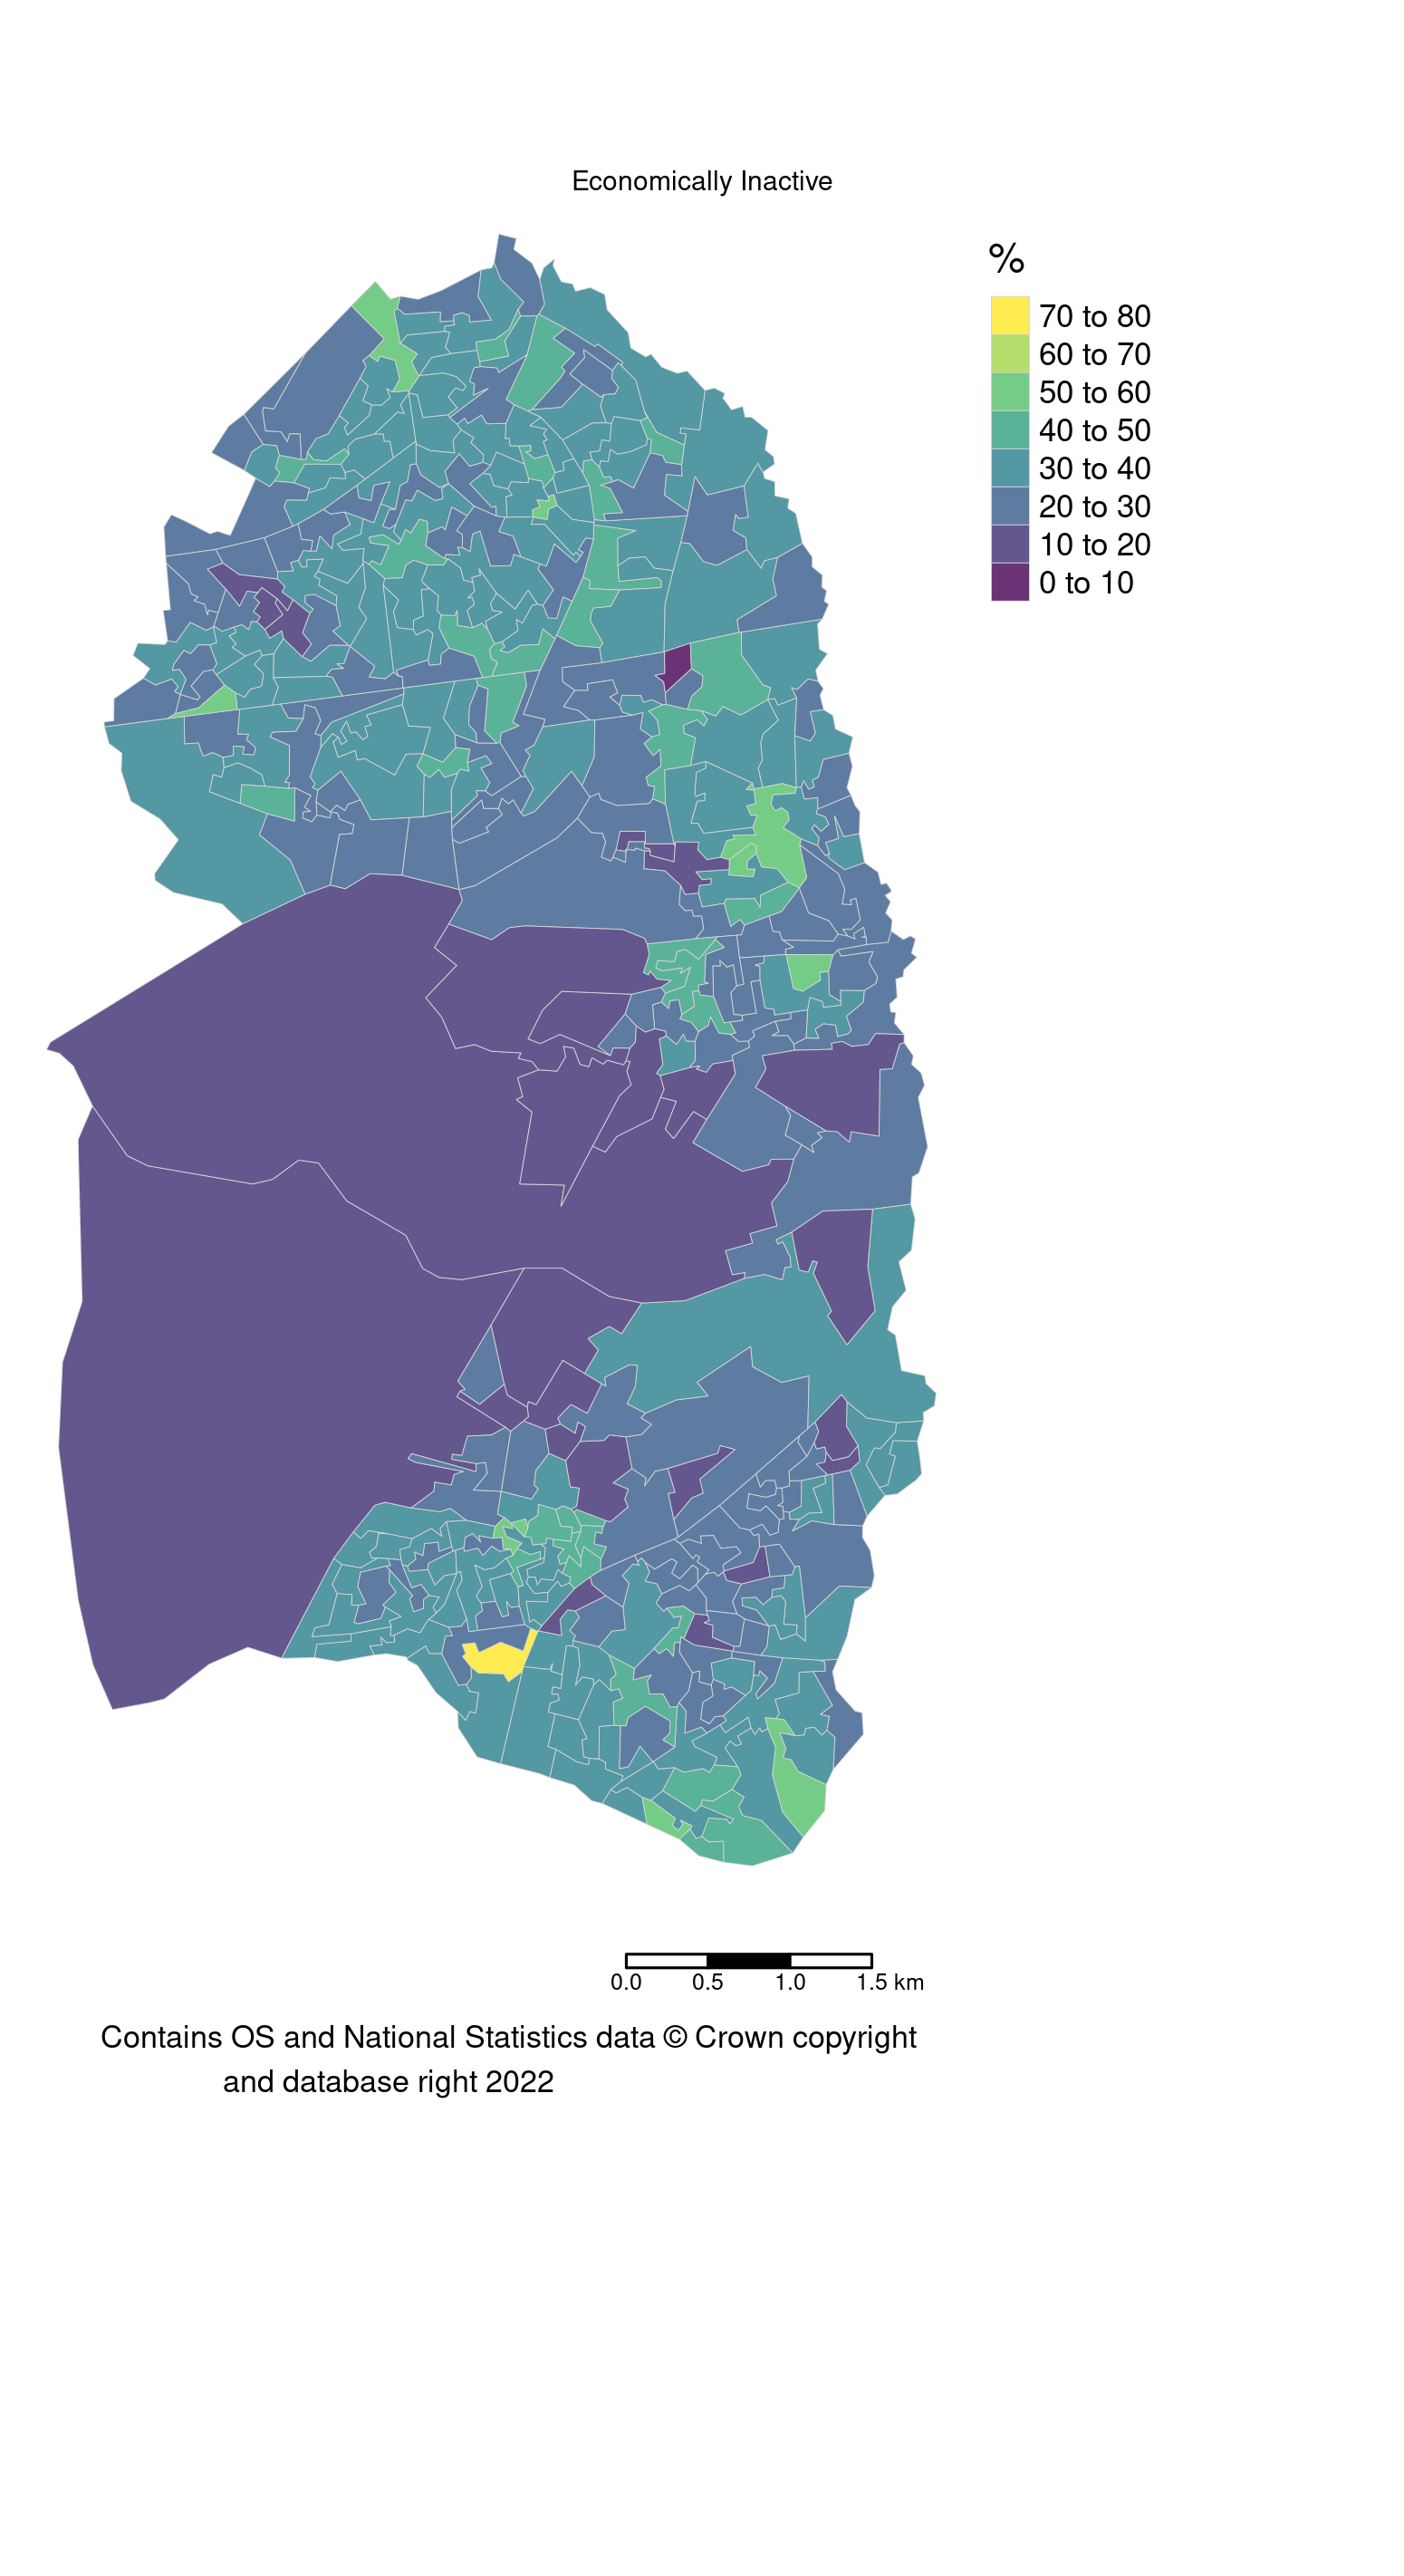 Economically Inactive
%
70 to 80
60 to 70
50 to 60
40 to 50
30 to 40
20 to 30
10 to 20
0 to 10
0.0 0.5 1.0 1.5 km
Contains OS and National Statistics data © Crown copyright
and database right 2022